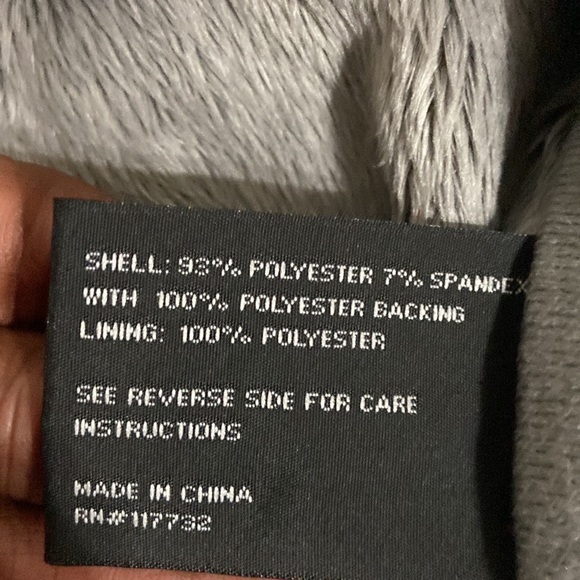 SHELL: 93% POLYESTER 7% SPANDEX
WITH 100% POLYESTER BACKING
LINING: 100% POLYESTER
SEE REVERSE SIDE FOR CARE
INSTRUCTIONS
MADE IN CHINA
RN#117732